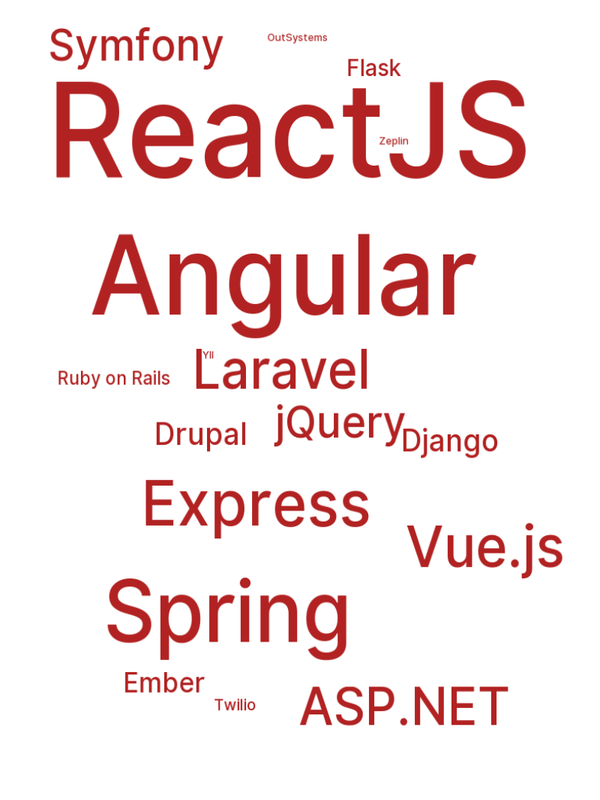 Symfony
OutSystems
Flask
ReactJS
Zeplin
Angular
YII
Laravel
Ruby on Rails
jQuery
Drupal
Django
Express
Vue.js
Spring
Ember
Twilio
ASP.NET